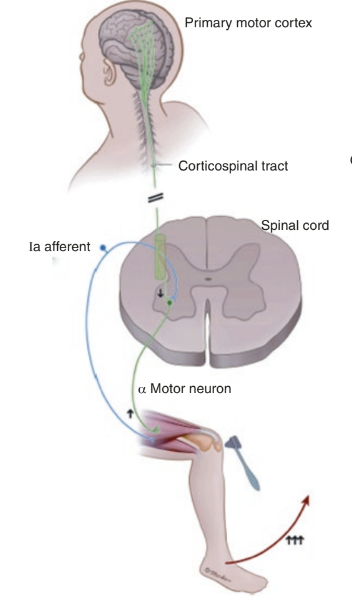 Primary motor cortex
Corticospinal tract
Spinal cord
Ia afferent
α Motor neuron